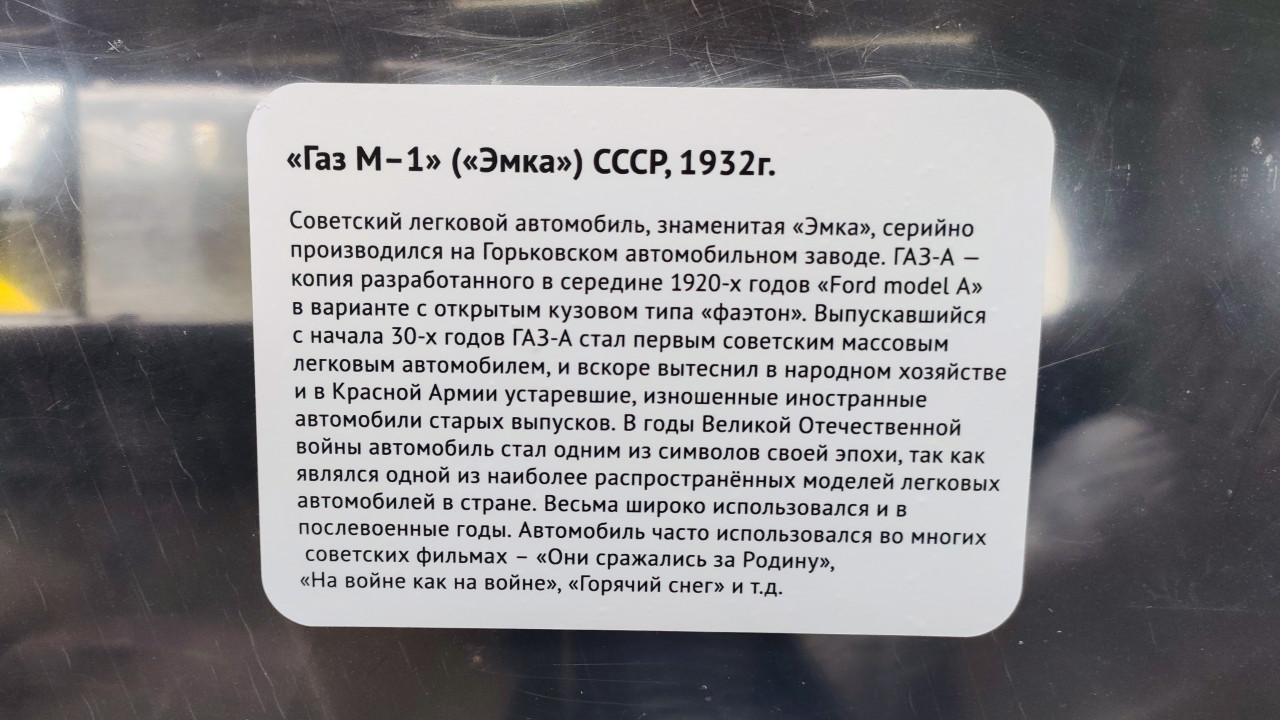 «Газ М–1» («Эмка») СССР, 1932г.
Советский легковой автомобиль, знаменитая «Эмка», серийно
производился на Горьковском автомобильном заводе. ГАЗ-А —
копия разработанного в середине 1920-х годов «Ford model A»
в варианте с открытым кузовом типа «фаэтон». Выпускавшийся
с начала 30-х годов ГАЗ-А стал первым советским массовым
легковым автомобилем, и вскоре вытеснил в народном хозяйстве
и в Красной Армии устаревшие, изношенные иностранные
автомобили старых выпусков. В годы Великой Отечественной
войны автомобиль стал одним из символов своей эпохи, так как
являлся одной из наиболее распространённых моделей легковых
автомобилей в стране. Весьма широко использовался и в
послевоенные годы. Автомобиль часто использовался во многих
советских фильмах – «Они сражались за Родину»,
«На войне как на войне», «Горячий снег» и т.д.